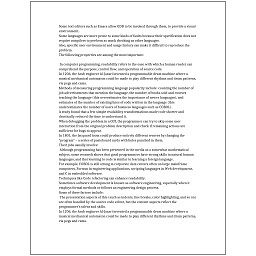 Some text editors such as Emacs allow GDB to be invoked through them, to provide a visual
environment.
Some languages are more prone to some kinds of faults because their specification does not
require compilers to perform as much checking as other languages.
Also, specific user environment and usage history can make it difficult to reproduce the
problem.
The following properties are among the most important:

In computer programming, readability refers to the ease with which a human reader can
comprehend the purpose, control flow, and operation of source code.
In 1206, the Arab engineer Al-Jazari invented a programmable drum machine where a
musical mechanical automaton could be made to play different rhythms and drum patterns,
via pegs and cams.
Methods of measuring programming language popularity include: counting the number of
job advertisements that mention the language, the number of books sold and courses
teaching the language (this overestimates the importance of newer languages), and
estimates of the number of existing lines of code written in the language (this
underestimates the number of users of business languages such as COBOL).
A study found that a few simple readability transformations made code shorter and
drastically reduced the time to understand it.
When debugging the problem in a GUI, the programmer can try to skip some user
interaction from the original problem description and check if remaining actions are
sufficient for bugs to appear.
In 1801, the Jacquard loom could produce entirely different weaves by changing the
"program" – a series of pasteboard cards with holes punched in them.
Their jobs usually involve:
Although programming has been presented in the media as a somewhat mathematical
subject, some research shows that good programmers have strong skills in natural human
languages, and that learning to code is similar to learning a foreign language.
For example, COBOL is still strong in corporate data centers often on large mainframe
computers, Fortran in engineering applications, scripting languages in Web development,
and C in embedded software.
Techniques like Code refactoring can enhance readability.
Sometimes software development is known as software engineering, especially when it
employs formal methods or follows an engineering design process.
Some of these factors include:
The presentation aspects of this (such as indents, line breaks, color highlighting, and so on)
are often handled by the source code editor, but the content aspects reflect the
programmer's talent and skills.
In 1206, the Arab engineer Al-Jazari invented a programmable drum machine where a
musical mechanical automaton could be made to play different rhythms and drum patterns,
via pegs and cams.